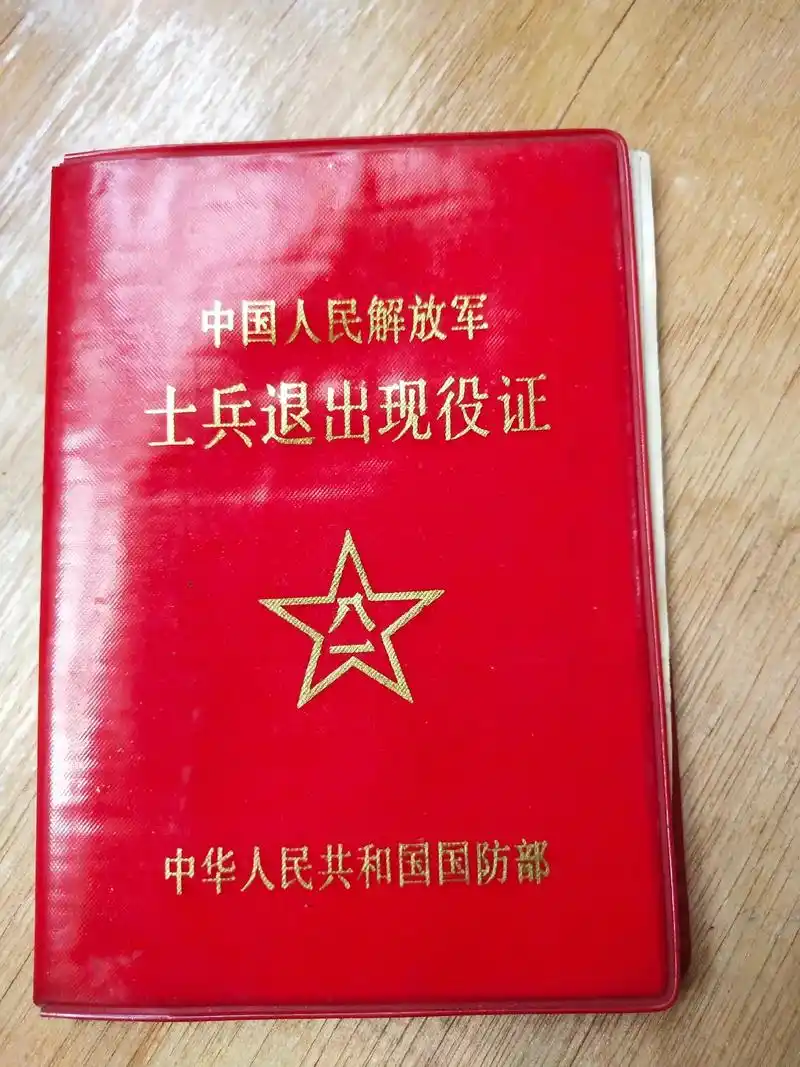 中国人民解放军
士兵退出现役证
八一
中华人民共和国国防部